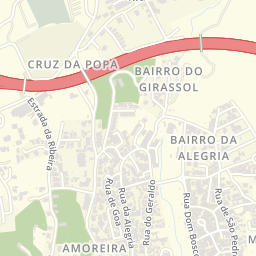 CRUZ DA POPA
BAIRRO DO
GIRASSOL
Estrada da Ribeira
BAIRRO DA
ALEGRIA
Rua de Goa
Rua da Alegria
Rua do Geraldo
Rua Dom Bosco
Rua de São Pedro
AMOREIRA